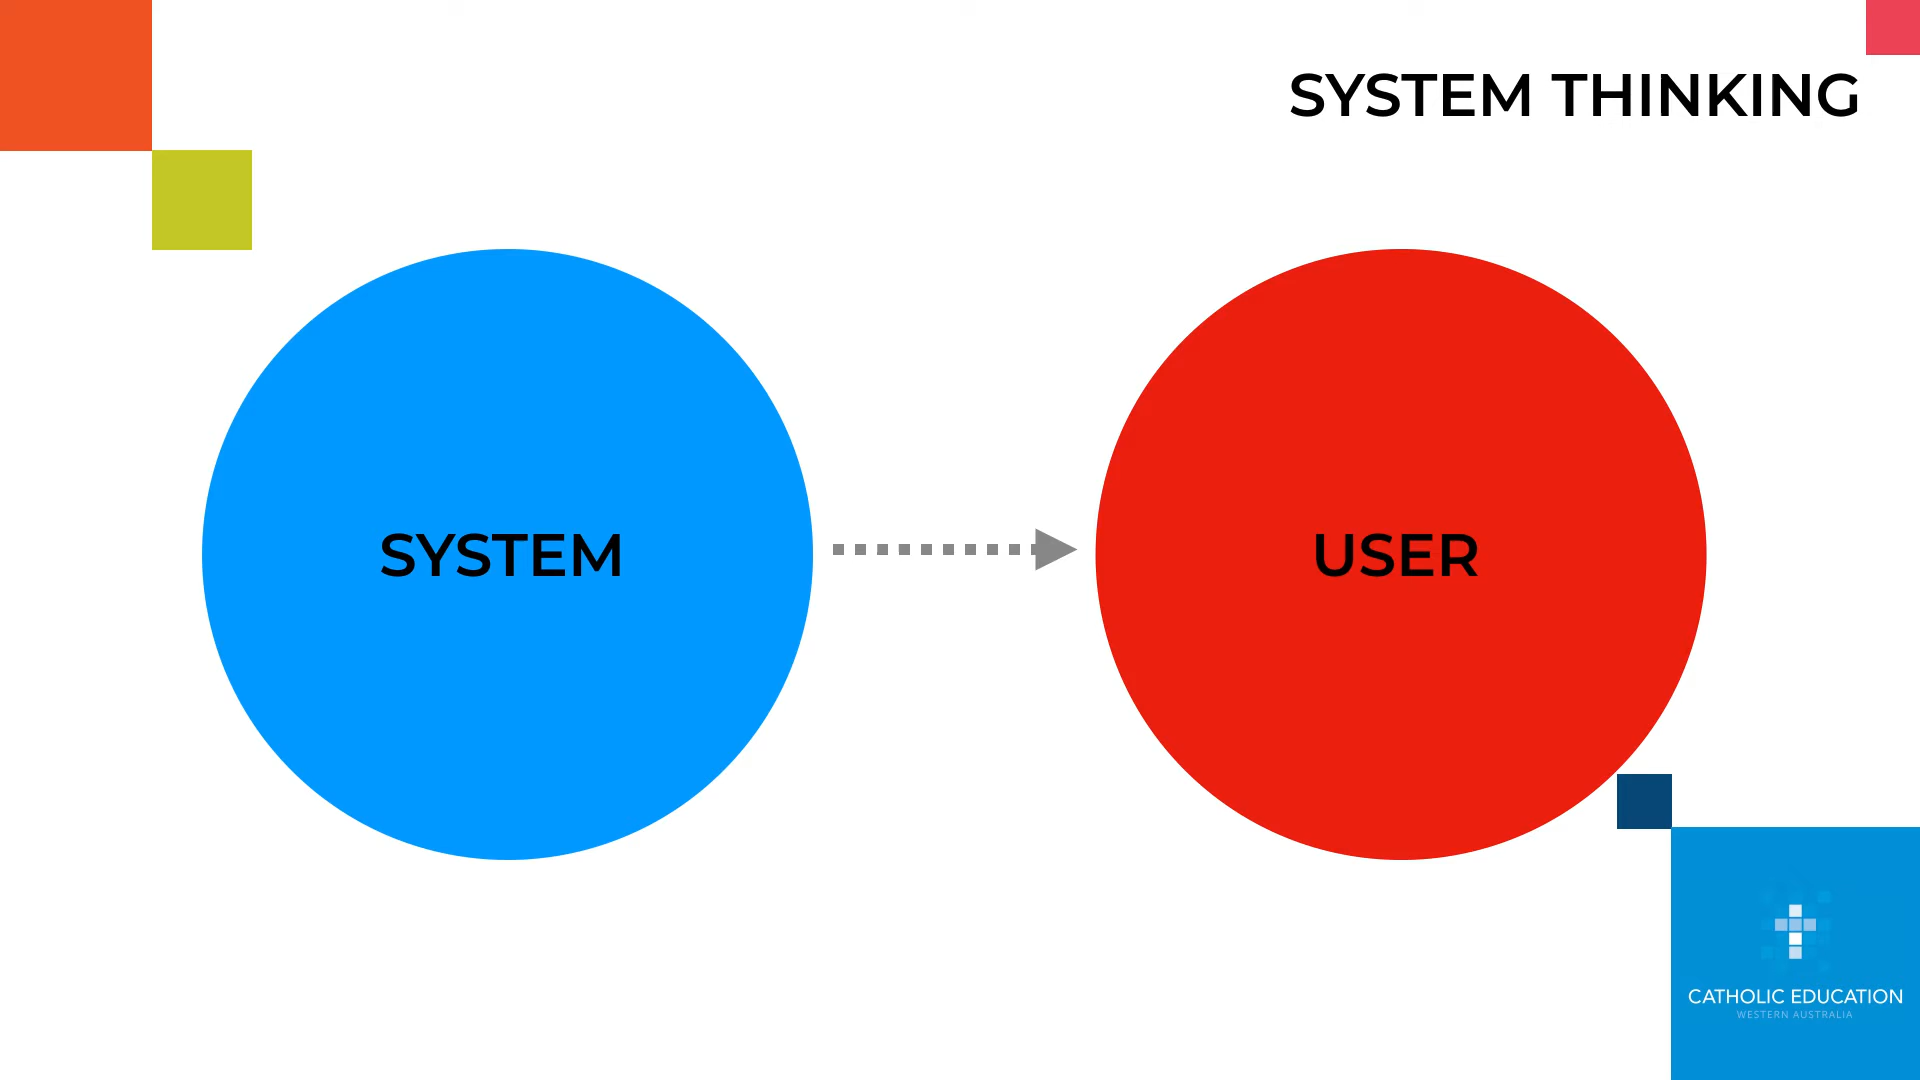 SYSTEM THINKING
SYSTEM
USER
CATHOLIC EDUCATION
WESTERN AUSTRALIA